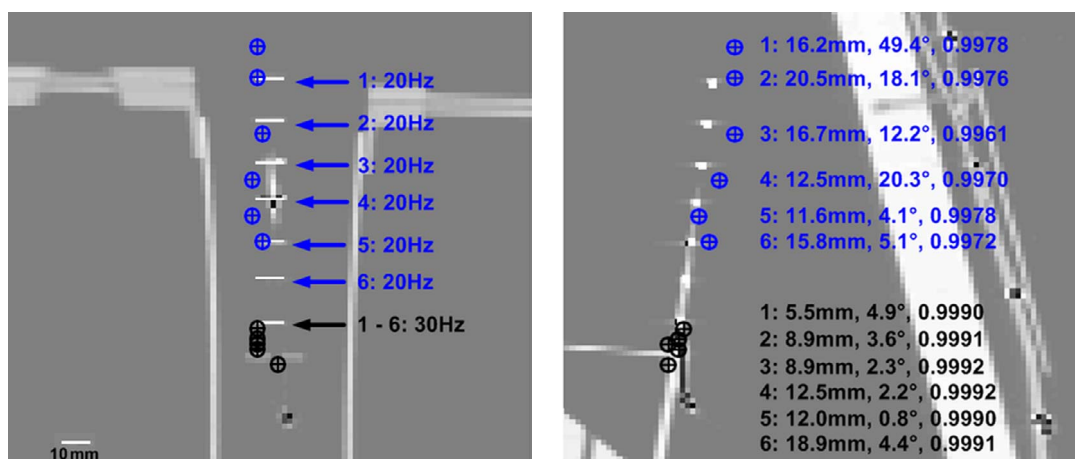 1: 20Hz
2: 20Hz
3: 20Hz
4: 20Hz
5: 20Hz
6: 20Hz
1 - 6: 30Hz
10mm
1: 16.2mm, 49.4°, 0.9978
2: 20.5mm, 18.1°, 0.9976
3: 16.7mm, 12.2°, 0.9961
4: 12.5mm, 20.3°, 0.9970
5: 11.6mm, 4.1°, 0.9978
6: 15.8mm, 5.1°, 0.9972
1: 5.5mm, 4.9°, 0.9990
2: 8.9mm, 3.6°, 0.9991
3: 8.9mm, 2.3°, 0.9992
4: 12.5mm, 2.2°, 0.9992
5: 12.0mm, 0.8°, 0.9990
6: 18.9mm, 4.4°, 0.9991